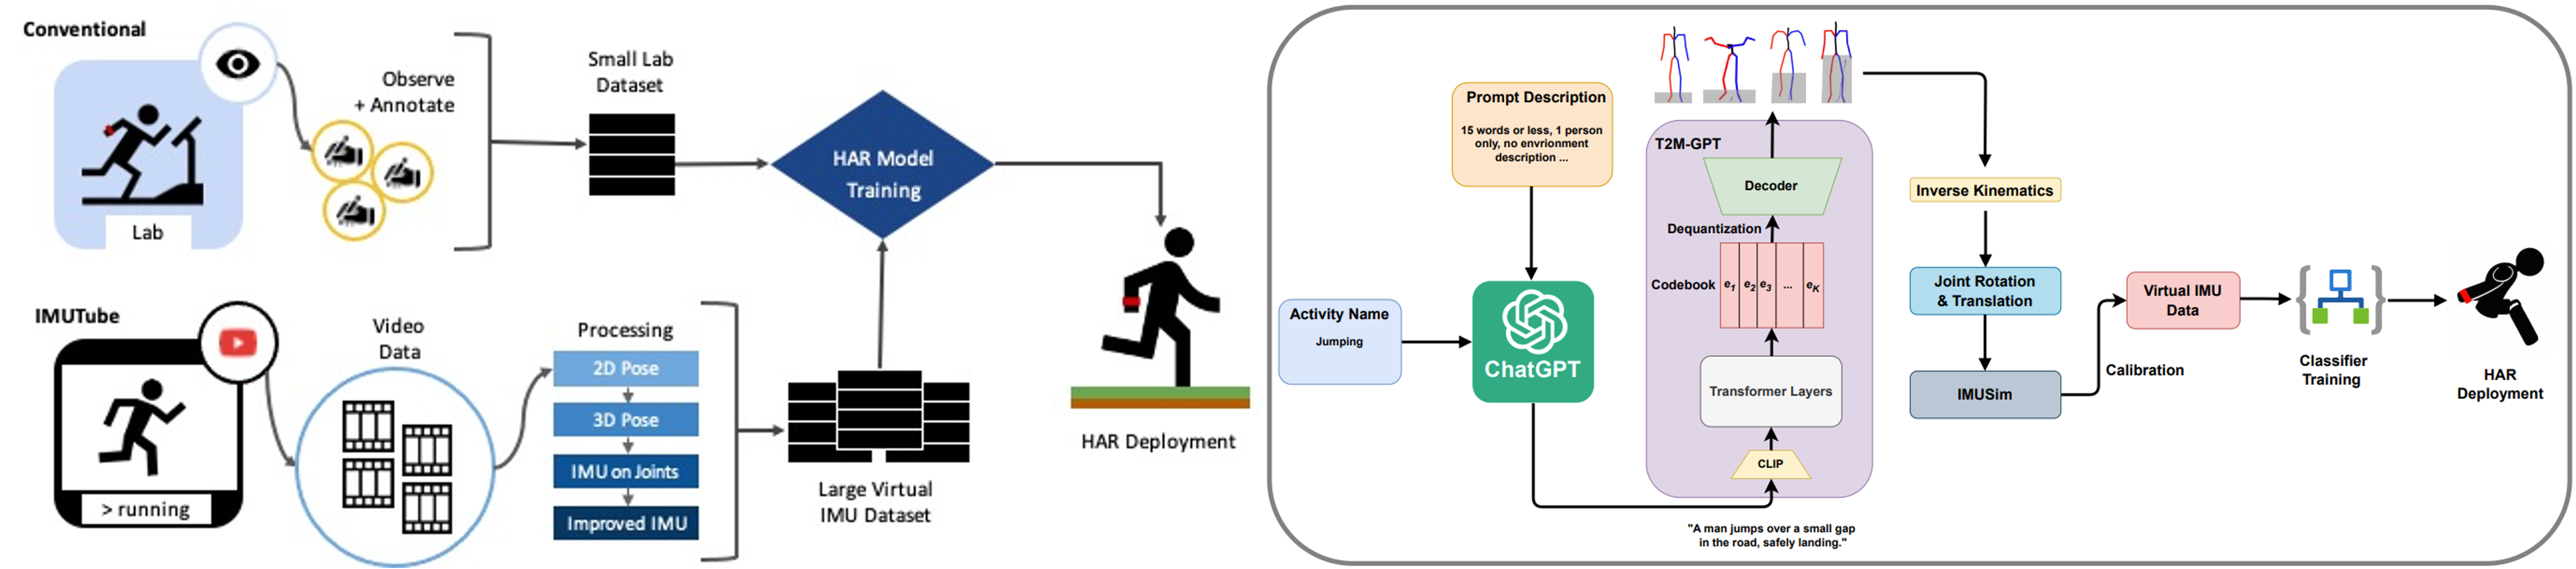 Conventional
Observe
+ Annotate
Lab
Small Lab
Dataset
HAR Model
Training
IMUTube
> running
Video
Data
Processing
2D Pose
3D Pose
IMU on Joints
Improved IMU
Large Virtual
IMU Dataset
HAR Deployment
Activity Name
Jumping
Prompt Description
15 words or less, 1 person
only, no envrionment
description ...
ChatGPT
T2M-GPT
Decoder
Dequantization
Codebook e1 e2 e3 ... eK
Transformer Layers
CLIP
"A man jumps over a small gap
in the road, safely landing."
Inverse Kinematics
Joint Rotation
& Translation
IMUSim
Calibration
Virtual IMU
Data
Classifier
Training
HAR
Deployment